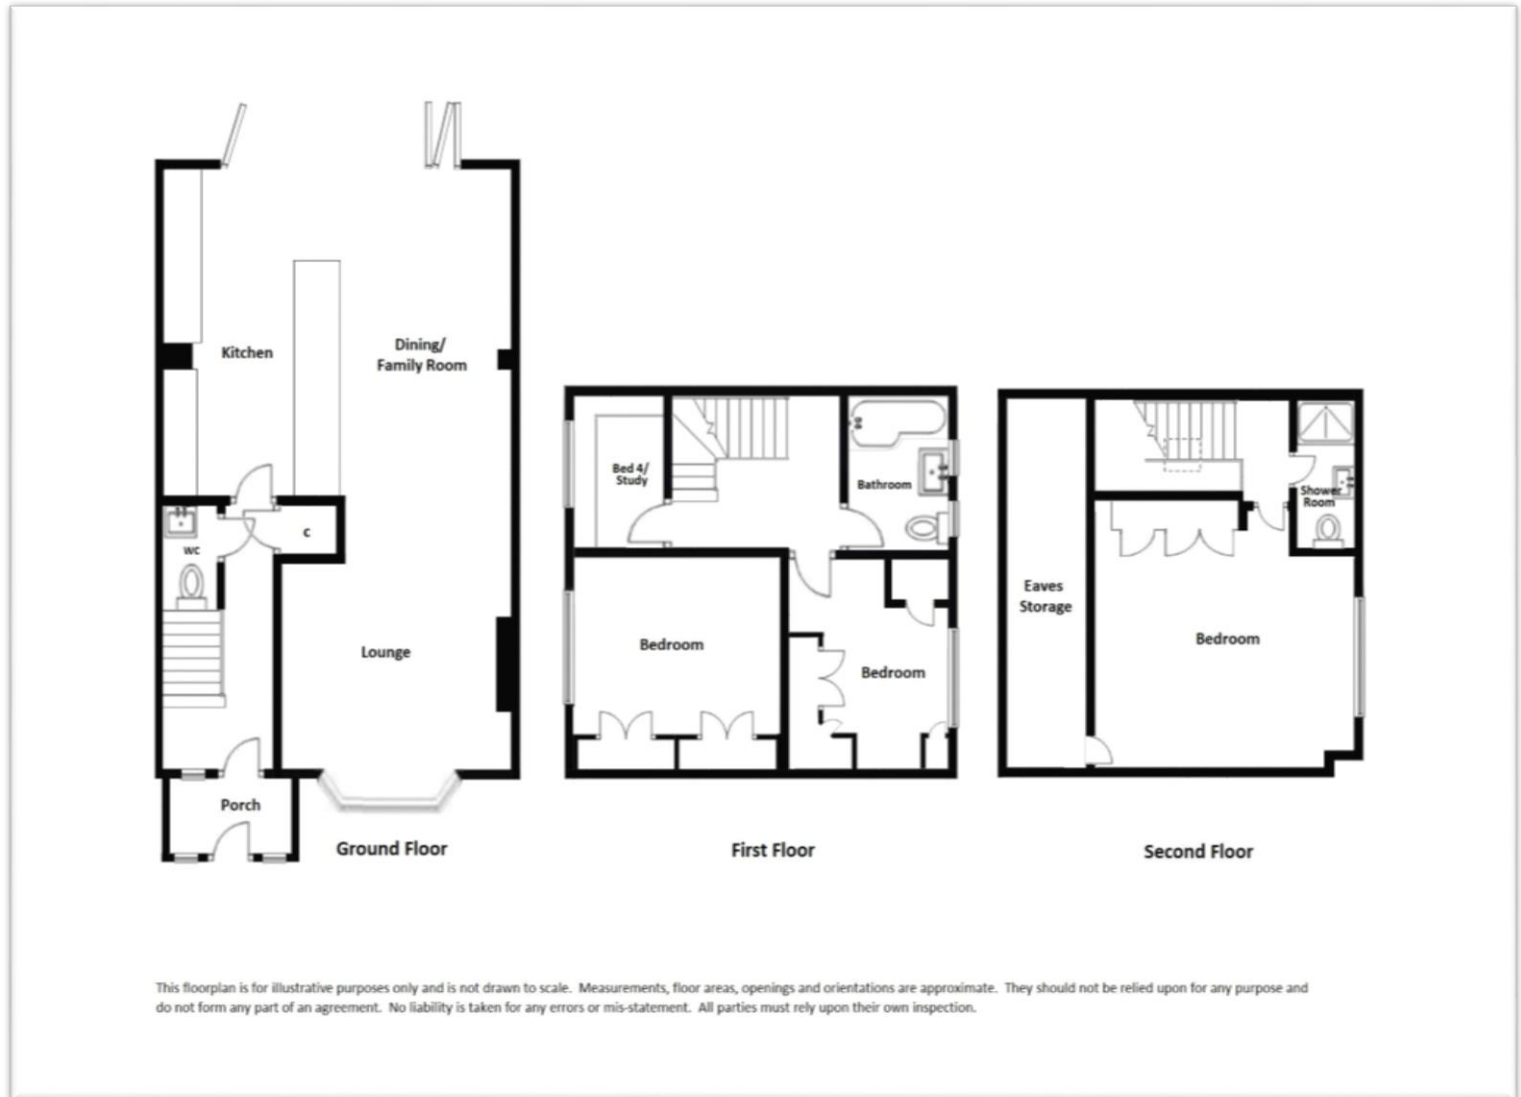 Kitchen
Dining/
Family Room
WC
C
Lounge
Porch
Ground Floor
Bed 4/
Study
Bathroom
Bedroom
Bedroom
First Floor
Shower
Room
Eaves
Storage
Bedroom
Second Floor
This floorplan is for illustrative purposes only and is not drawn to scale. Measurements, floor areas, openings and orientations are approximate. They should not be relied upon for any purpose and
do not form any part of an agreement. No liability is taken for any errors or mis-statement. All parties must rely upon their own inspection.